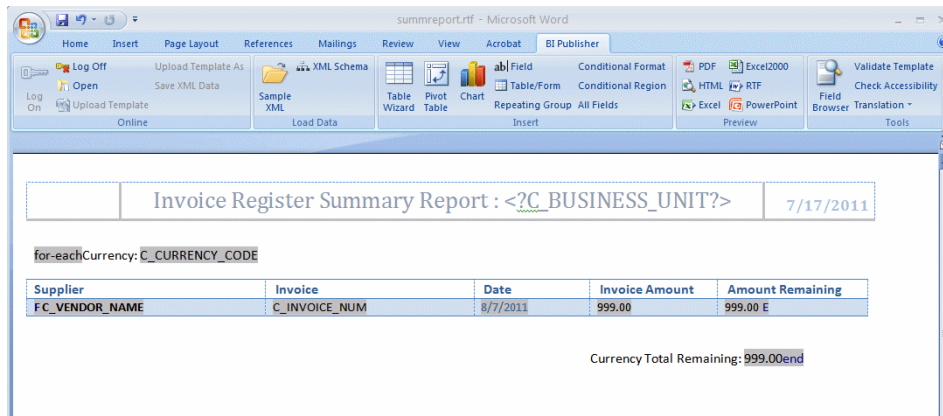 summreport.rtf - Microsoft Word
Home Insert Page Layout References Mailings Review View Acrobat BI Publisher
Log On
Log Off
Open
Upload Template
Upload Template As
Save XML Data
Online
Sample XML
XML Schema
Load Data
Table Wizard
Pivot Table
Chart
Field
Table/Form
Repeating Group
Conditional Format
Conditional Region
All Fields
Insert
PDF Excel2000
HTML RTF
Excel PowerPoint
Preview
Field Browser
Validate Template
Check Accessibility
Translation
Tools
Invoice Register Summary Report : <?C_BUSINESS_UNIT?> 7/17/2011
for-eachCurrency: C_CURRENCY_CODE
Supplier Invoice Date Invoice Amount Amount Remaining
FC_VENDOR_NAME C_INVOICE_NUM 8/7/2011 999.00 999.00 E
Currency Total Remaining: 999.00end